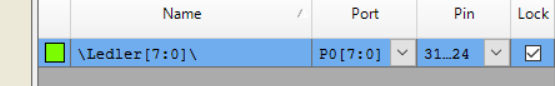 Name / Port Pin Lock
\Ledler[7:0]\ P0[7:0] 31…24